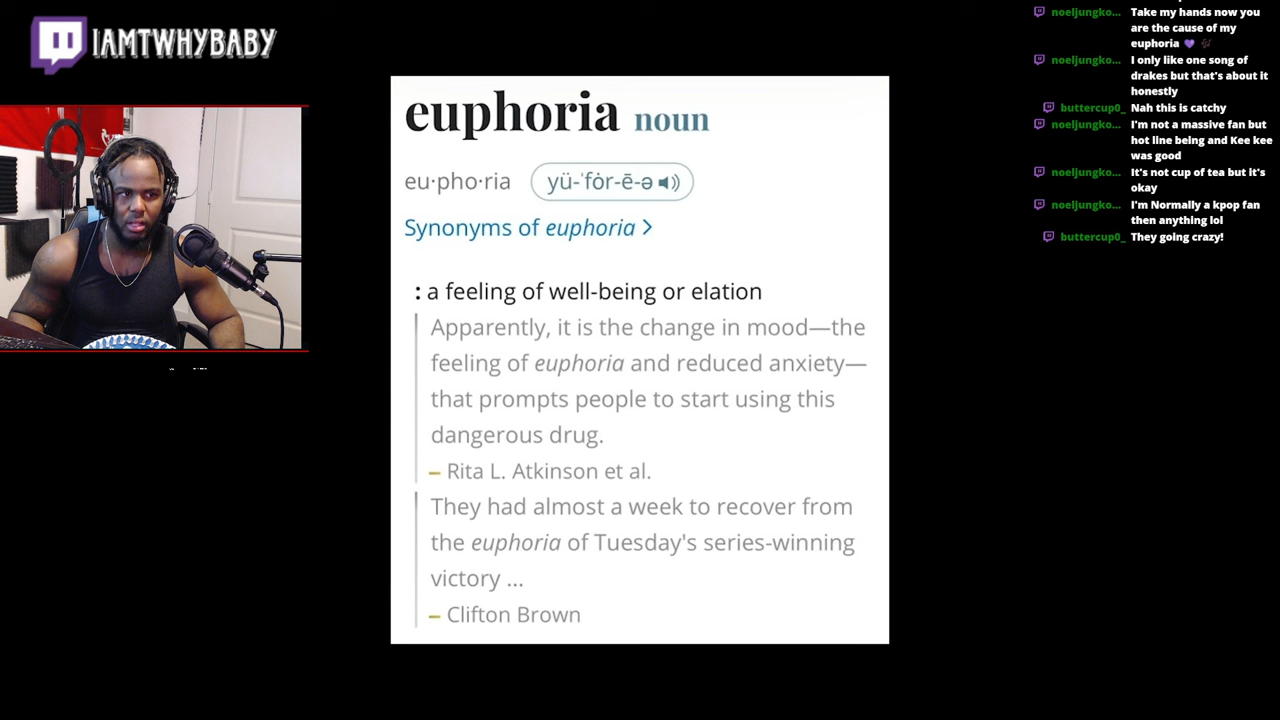 IAMTWHYBABY
euphoria noun
eu·pho·ria yü-ˈfȯr-ē-ə
Synonyms of euphoria
: a feeling of well-being or elation
Apparently, it is the change in mood—the
feeling of euphoria and reduced anxiety—
that prompts people to start using this
dangerous drug.
– Rita L. Atkinson et al.
They had almost a week to recover from
the euphoria of Tuesday's series-winning
victory ...
– Clifton Brown
noeljungko... Take my hands now you
are the cause of my
euphoria 💜 🎶
noeljungko... I only like one song of
drakes but that's about it
honestly
buttercup0_ Nah this is catchy
noeljungko... I'm not a massive fan but
hot line being and Kee kee
was good
noeljungko... It's not cup of tea but it's
okay
noeljungko... I'm Normally a kpop fan
then anything lol
buttercup0_ They going crazy!